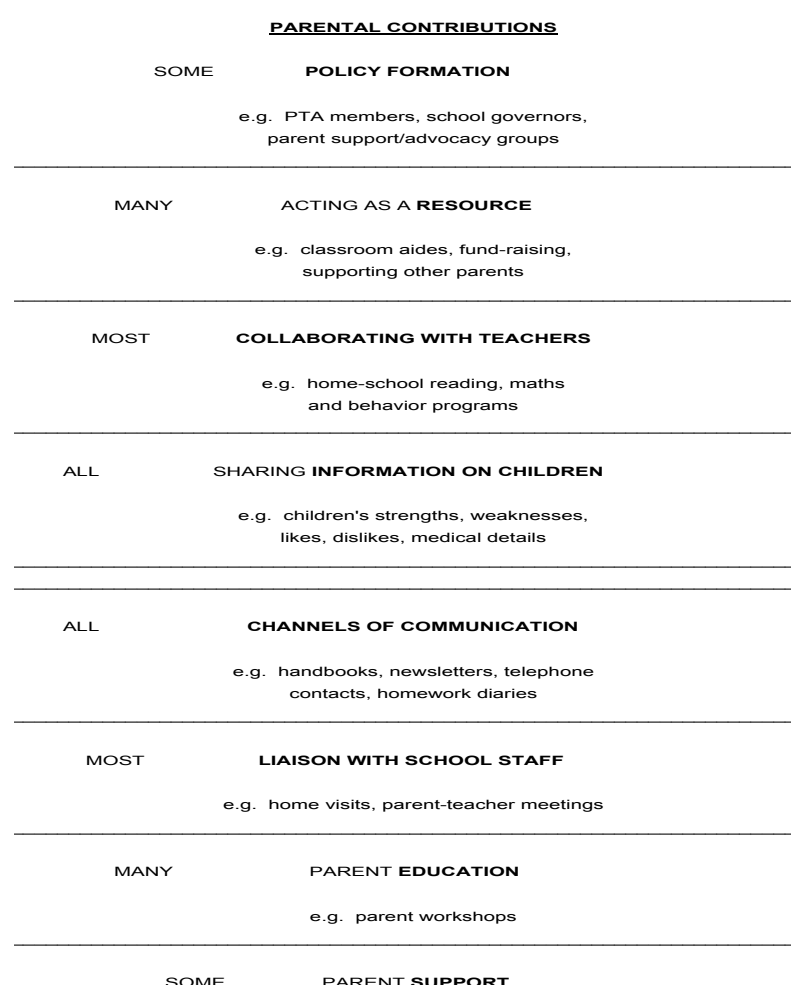 PARENTAL CONTRIBUTIONS
SOME POLICY FORMATION
e.g. PTA members, school governors,
parent support/advocacy groups
MANY ACTING AS A RESOURCE
e.g. classroom aides, fund-raising,
supporting other parents
MOST COLLABORATING WITH TEACHERS
e.g. home-school reading, maths
and behavior programs
ALL SHARING INFORMATION ON CHILDREN
e.g. children's strengths, weaknesses,
likes, dislikes, medical details
ALL CHANNELS OF COMMUNICATION
e.g. handbooks, newsletters, telephone
contacts, homework diaries
MOST LIAISON WITH SCHOOL STAFF
e.g. home visits, parent-teacher meetings
MANY PARENT EDUCATION
e.g. parent workshops
SOME PARENT SUPPORT